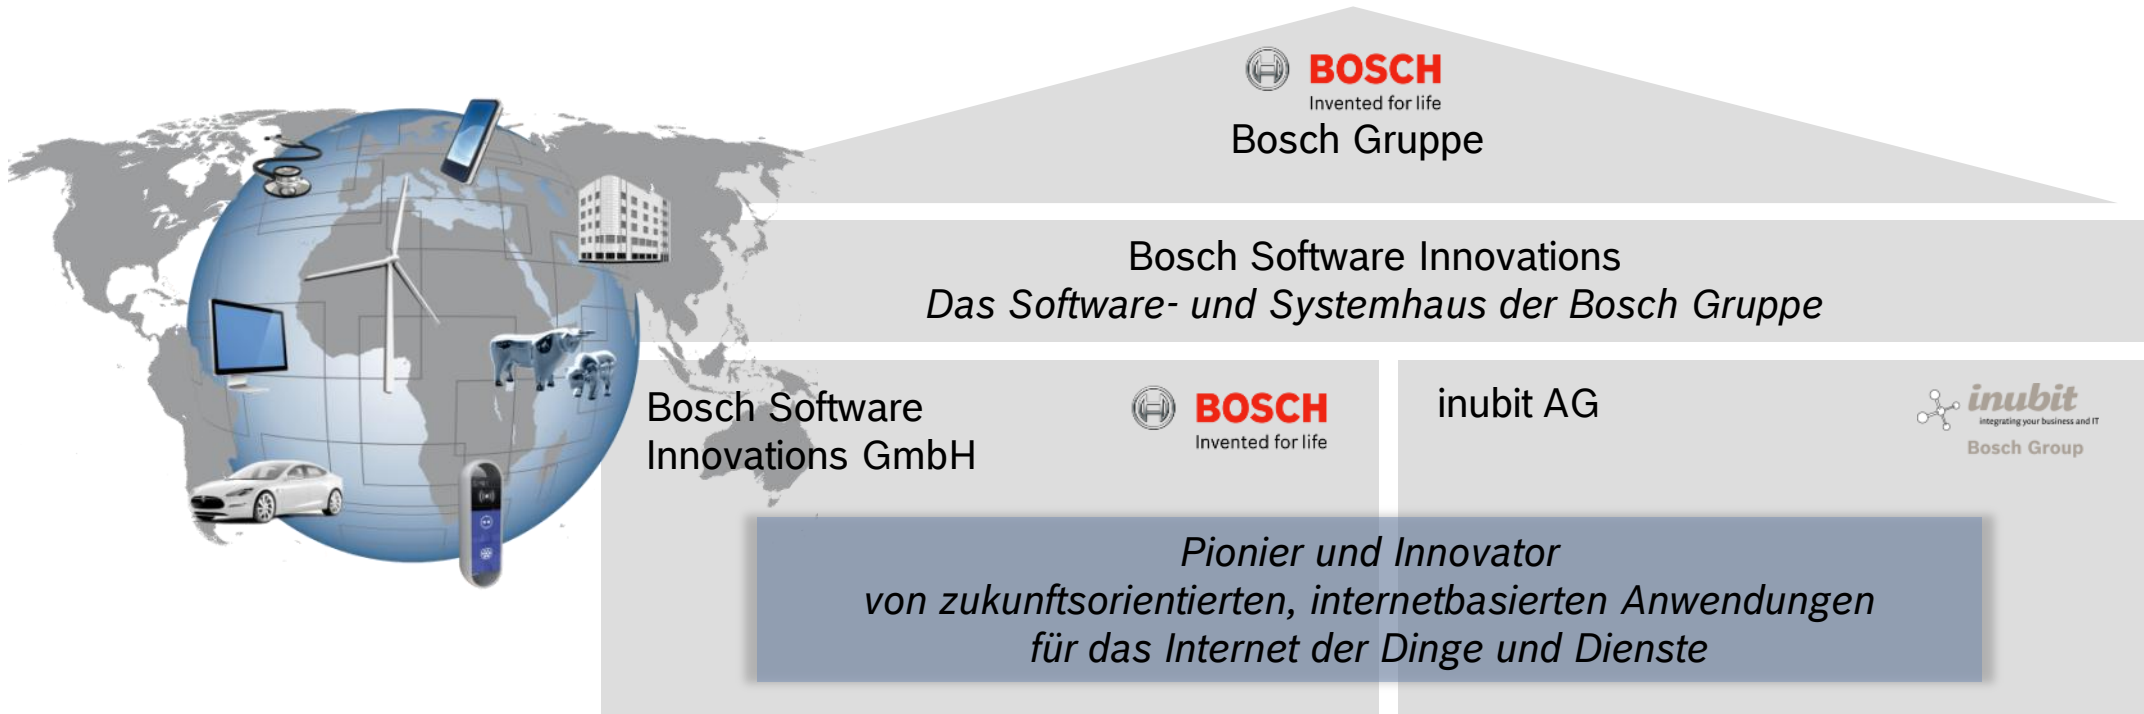 BOSCH
Invented for life
Bosch Gruppe
Bosch Software Innovations
Das Software- und Systemhaus der Bosch Gruppe
Bosch Software
Innovations GmbH
BOSCH
Invented for life
inubit AG
inubit
integrating your business and IT
Bosch Group
Pionier und Innovator
von zukunftsorientierten, internetbasierten Anwendungen
für das Internet der Dinge und Dienste